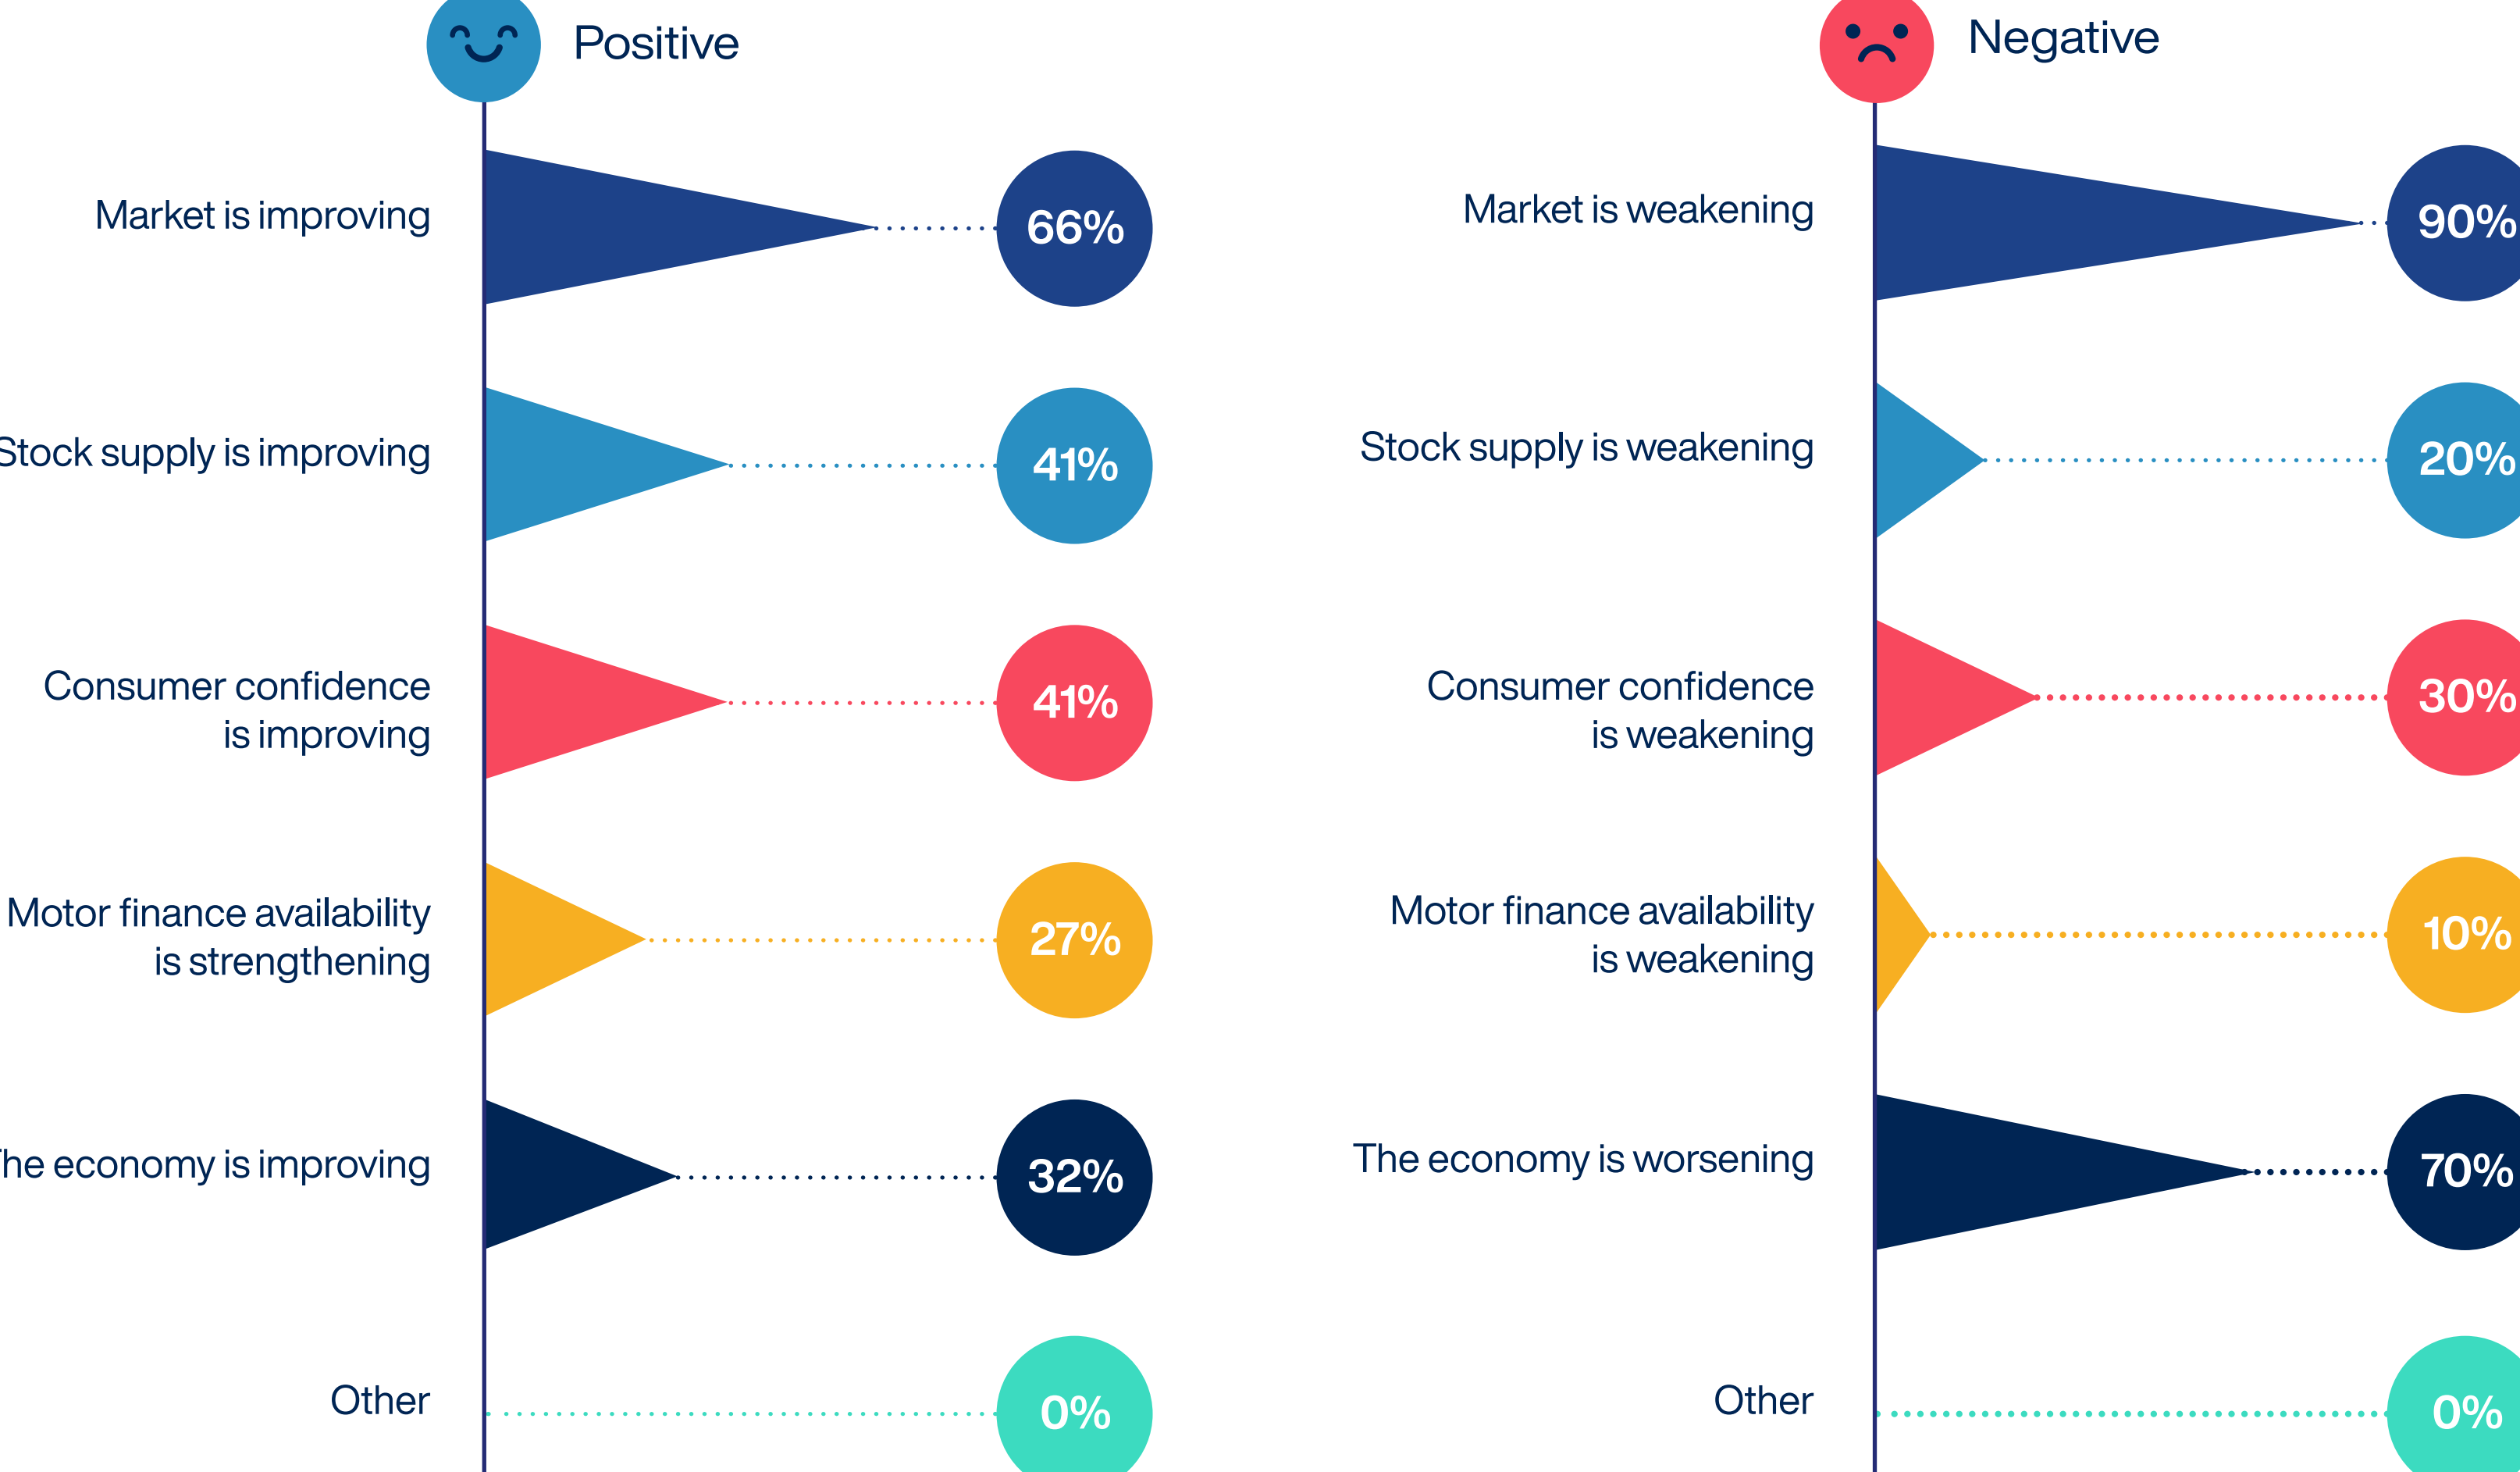 Positive
Market is improving
66%
Stock supply is improving
41%
Consumer confidence
is improving
41%
Motor finance availability
is strengthening
27%
The economy is improving
32%
Other
0%
Negative
Market is weakening
90%
Stock supply is weakening
20%
Consumer confidence
is weakening
30%
Motor finance availability
is weakening
10%
The economy is worsening
70%
Other
0%